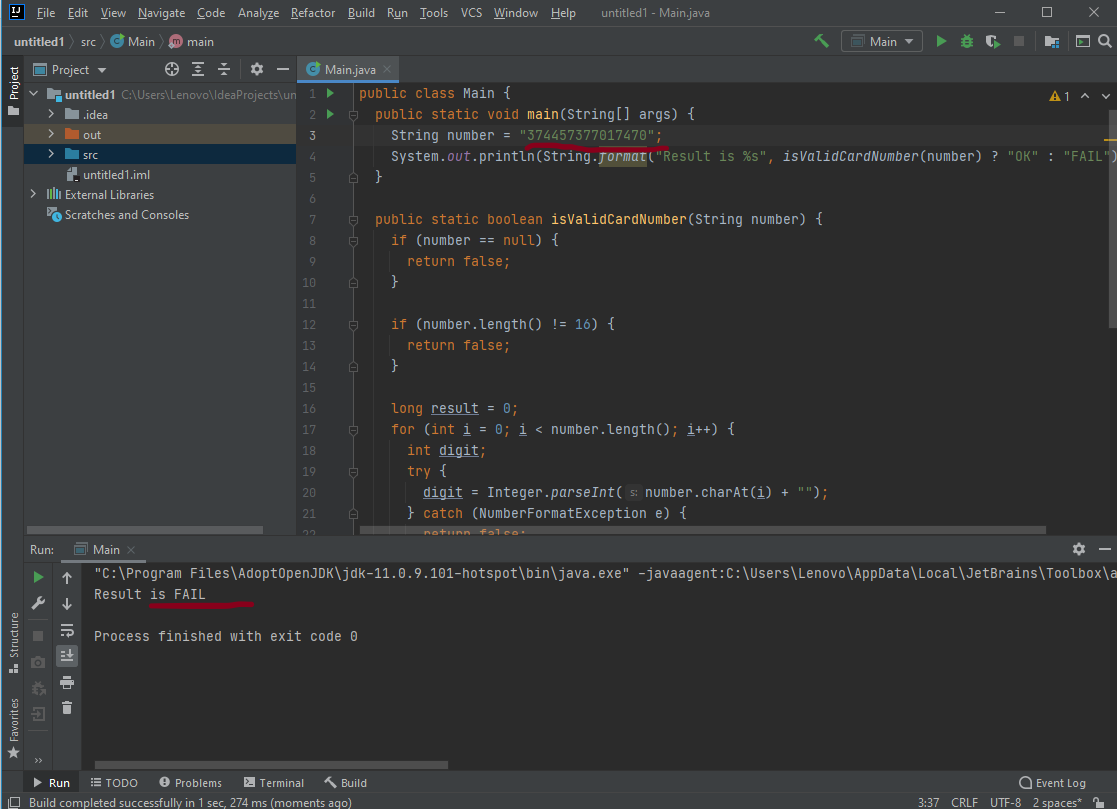 File Edit View Navigate Code Analyze Refactor Build Run Tools VCS Window Help untitled1 - Main.java
untitled1 src Main main Main
Project
Project
Main.java
untitled1 C:\Users\Lenovo\IdeaProjects\un
.idea
out
src
untitled1.iml
External Libraries
Scratches and Consoles
1
1 public class Main {
2 public static void main(String[] args) {
3 String number = "374457377017470";
4 System.out.println(String.format("Result is %s", isValidCardNumber(number) ? "OK" : "FAIL")
5 }
6
7 public static boolean isValidCardNumber(String number) {
8 if (number == null) {
9 return false;
10 }
11
12 if (number.length() != 16) {
13 return false;
14 }
15
16 long result = 0;
17 for (int i = 0; i < number.length(); i++) {
18 int digit;
19 try {
20 digit = Integer.parseInt( s: number.charAt(i) + "");
21 } catch (NumberFormatException e) {
22 return false;
Run: Main
"C:\Program Files\AdoptOpenJDK\jdk-11.0.9.101-hotspot\bin\java.exe" -javaagent:C:\Users\Lenovo\AppData\Local\JetBrains\Toolbox\a
Result is FAIL
Process finished with exit code 0
Structure
Favorites
Run TODO Problems Terminal Build Event Log
Build completed successfully in 1 sec, 274 ms (moments ago) 3:37 CRLF UTF-8 2 spaces*